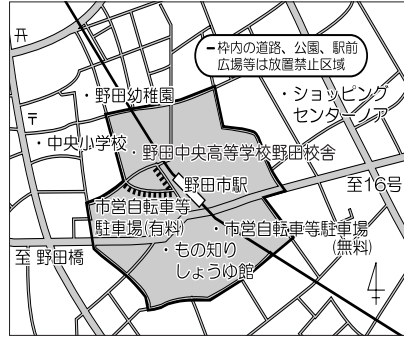 枠内の道路、公園、駅前
広場等は放置禁止区域
・野田幼稚園
・ショッピング
センターノア
・中央小学校
・野田中央高等学校野田校舎
野田市駅
至16号
市営自転車等
駐車場(有料)
・市営自転車等駐車場
(無料)
・もの知り
しょうゆ館
至 野田橋